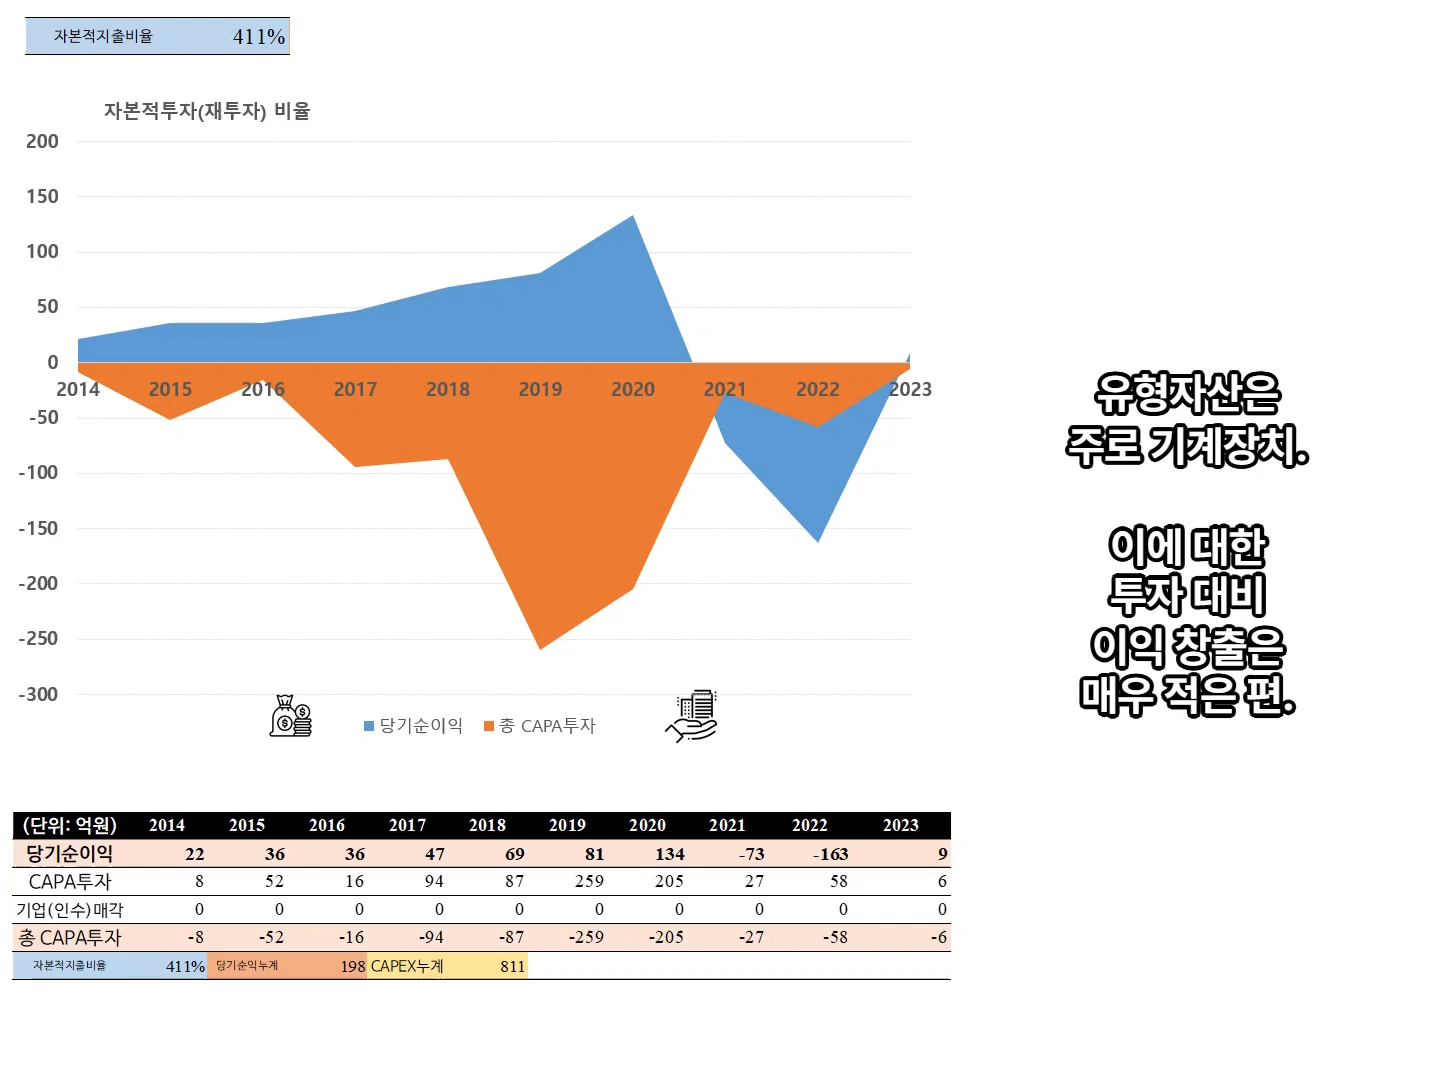 자본적지출비율 411%
자본적투자(재투자) 비율
200
150
100
50
0
-50
-100
-150
-200
-250
-300
2014 2015 2016 2017 2018 2019 2020 2021 2022 2023
당기순이익 총 CAPA투자
유형자산은
주로 기계장치.
이에 대한
투자 대비
이익 창출은
매우 적은 편.
(단위: 억원) 2014 2015 2016 2017 2018 2019 2020 2021 2022 2023
당기순이익 22 36 36 47 69 81 134 -73 -163 9
CAPA투자 8 52 16 94 87 259 205 27 58 6
기업(인수)매각 0 0 0 0 0 0 0 0 0 0
총 CAPA투자 -8 -52 -16 -94 -87 -259 -205 -27 -58 -6
자본적지출비율 411% 당기순익누계 198 CAPEX누계 811